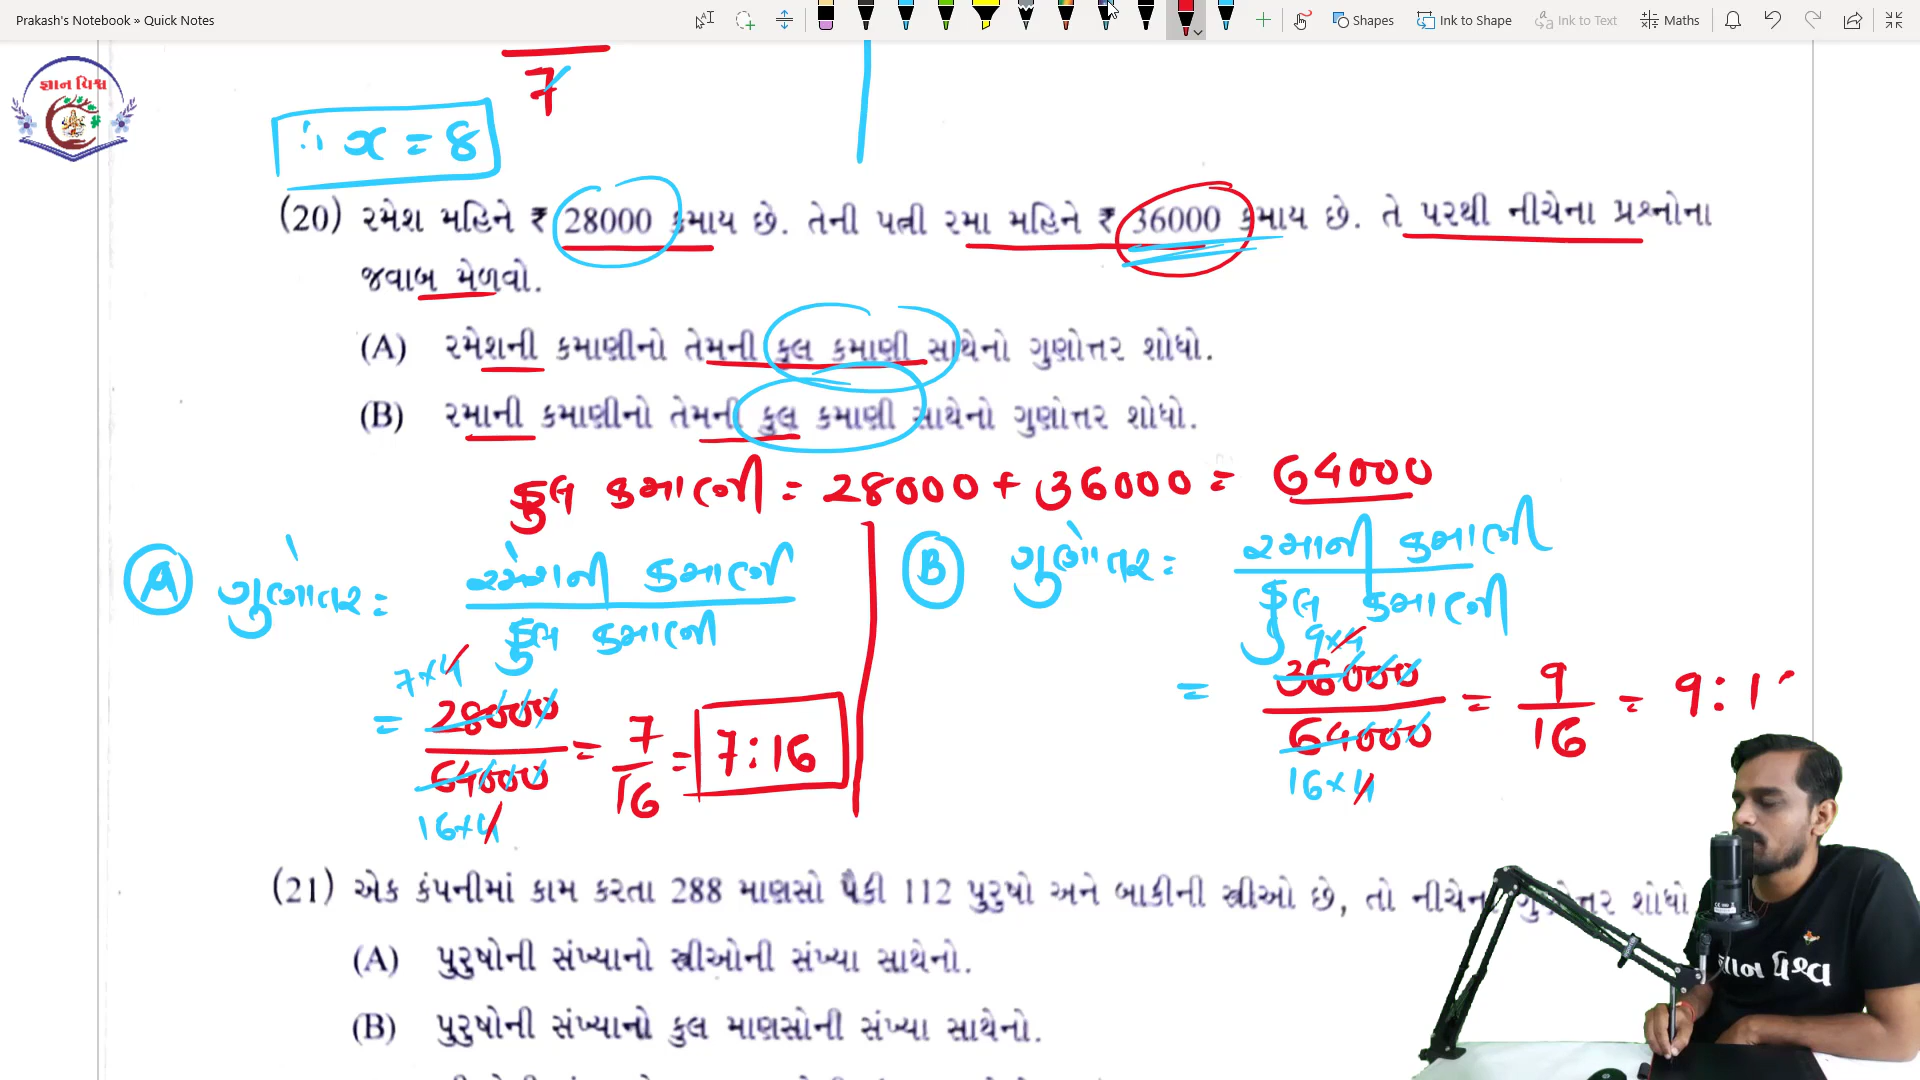 Prakash's Notebook » Quick Notes
Shapes
Ink to Shape
Ink to Text
Maths
જ્ઞાન વિશ્વ
7
∴ x = 8
(20) રમેશ મહિને ₹ 28000 કમાય છે. તેની પત્ની રમા મહિને ₹ 36000 કમાય છે. તે પરથી નીચેના પ્રશ્નોના
જવાબ મેળવો.
(A) રમેશની કમાણીનો તેમની કુલ કમાણી સાથેનો ગુણોત્તર શોધો.
(B) રમાની કમાણીનો તેમની કુલ કમાણી સાથેનો ગુણોત્તર શોધો.
કુલ કમાણી = 28000 + 36000 = 64000
A ગુણોતર = રમેશની કમાણી
કુલ કમાણી
7×4
= 28000
64000
16×4
= 7
16
= 7:16
B ગુણોતર = રમાની કમાણી
કુલ કમાણી
9×4
= 36000
64000
16×4
= 9
16
= 9:1
(21) એક કંપનીમાં કામ કરતા 288 માણસો પૈકી 112 પુરુષો અને બાકીની સ્ત્રીઓ છે, તો શોધો
(A) પુરુષોની સંખ્યાનો સ્ત્રીઓની સંખ્યા સાથેનો.
(B) પુરુષોની સંખ્યાનો કુલ માણસોની સંખ્યા સાથેનો.
જ્ઞાન વિશ્વ